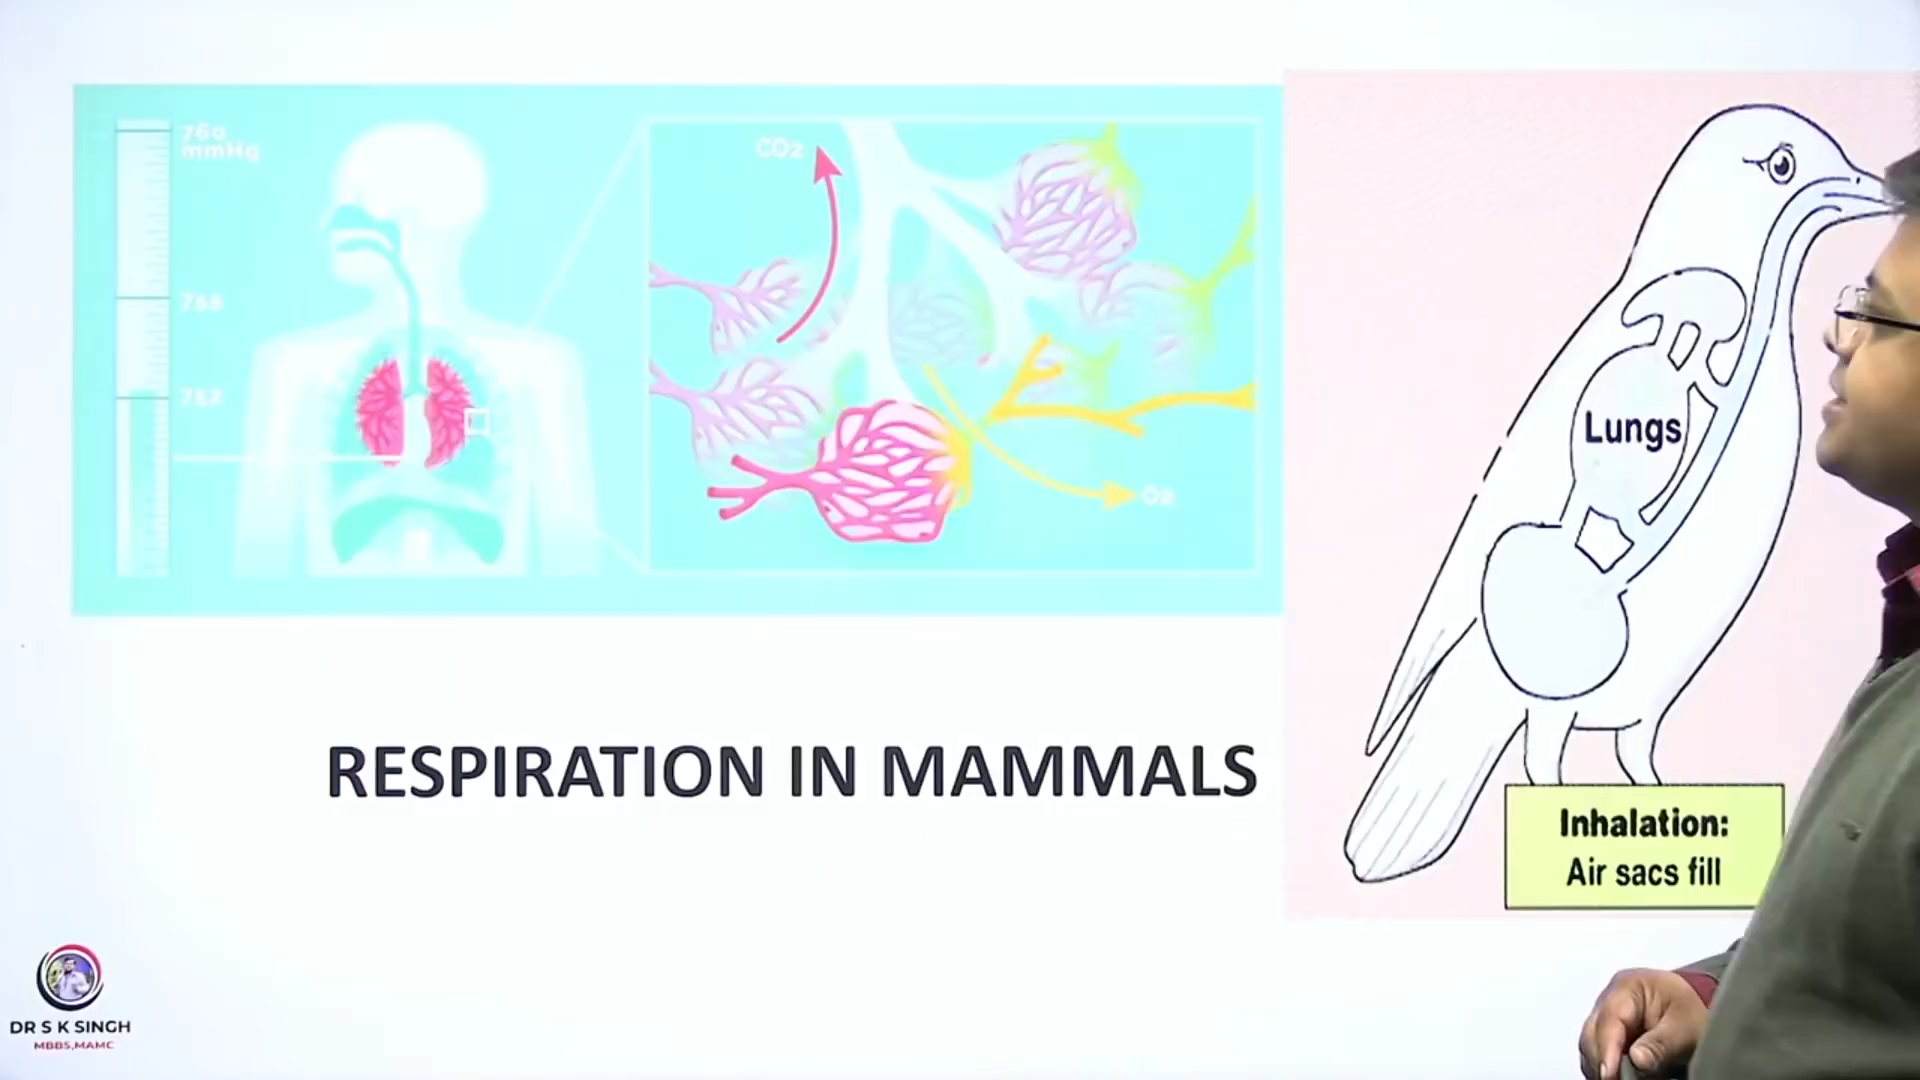 760
mmHg
755
752
CO2
O2
Lungs
RESPIRATION IN MAMMALS
Inhalation:
Air sacs fill
DR S K SINGH
MBBS,MAMC